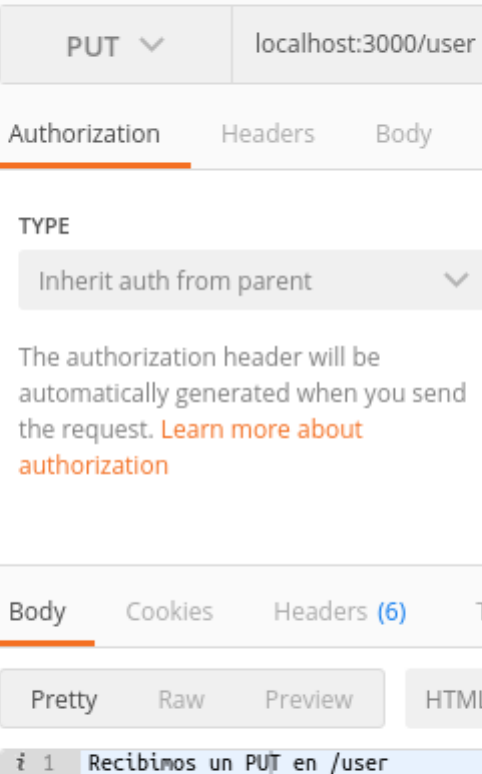 PUT localhost:3000/user
Authorization Headers Body
TYPE
Inherit auth from parent
The authorization header will be
automatically generated when you send
the request. Learn more about
authorization
Body Cookies Headers (6)
Pretty Raw Preview HTML
i 1 Recibimos un PUT en /user